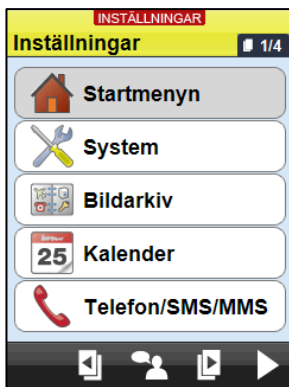 INSTÄLLNINGAR
Inställningar 1/4
Startmenyn
System
Bildarkiv
25 Kalender
Telefon/SMS/MMS